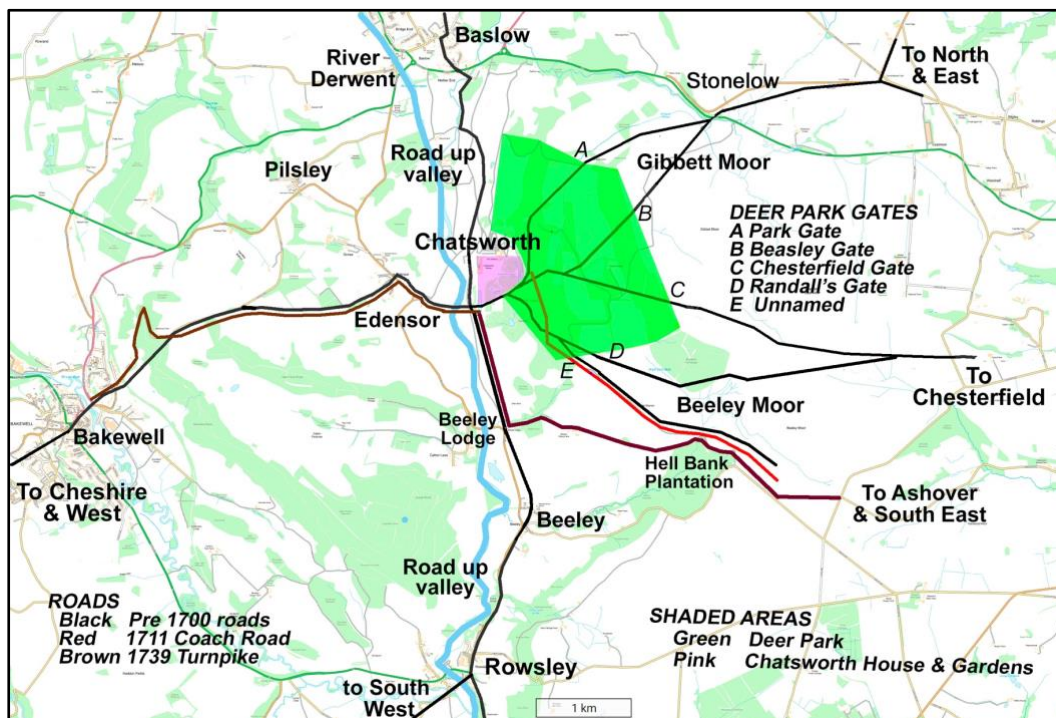 Baslow
River
Derwent
To North
& East
Stonelow
Road up
valley
A
Gibbett Moor
Pilsley
B
DEER PARK GATES
A Park Gate
B Beasley Gate
C Chesterfield Gate
D Randall's Gate
E Unnamed
Chatsworth
C
Edensor
D
E
To
Chesterfield
Beeley Moor
Beeley
Lodge
BAKEWELL
Bakewell
Hell Bank
Plantation
To Cheshire
& West
To Ashover
& South East
Beeley
Road up
valley
ROADS
Black Pre 1700 roads
Red 1711 Coach Road
Brown 1739 Turnpike
SHADED AREAS
Green Deer Park
Pink Chatsworth House & Gardens
Rowsley
to South
West
1 km